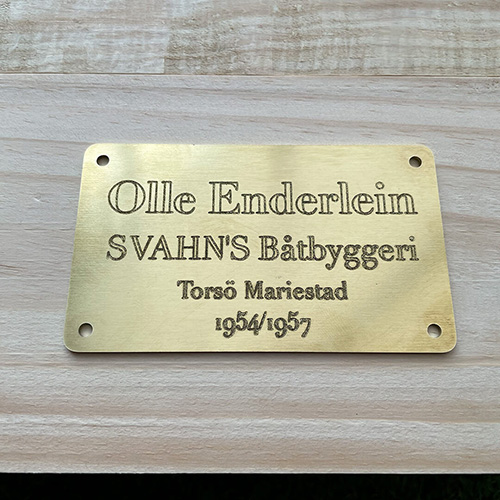 Olle Enderlein
SVAHN'S Båtbyggeri
Torsö Mariestad
1954/1957